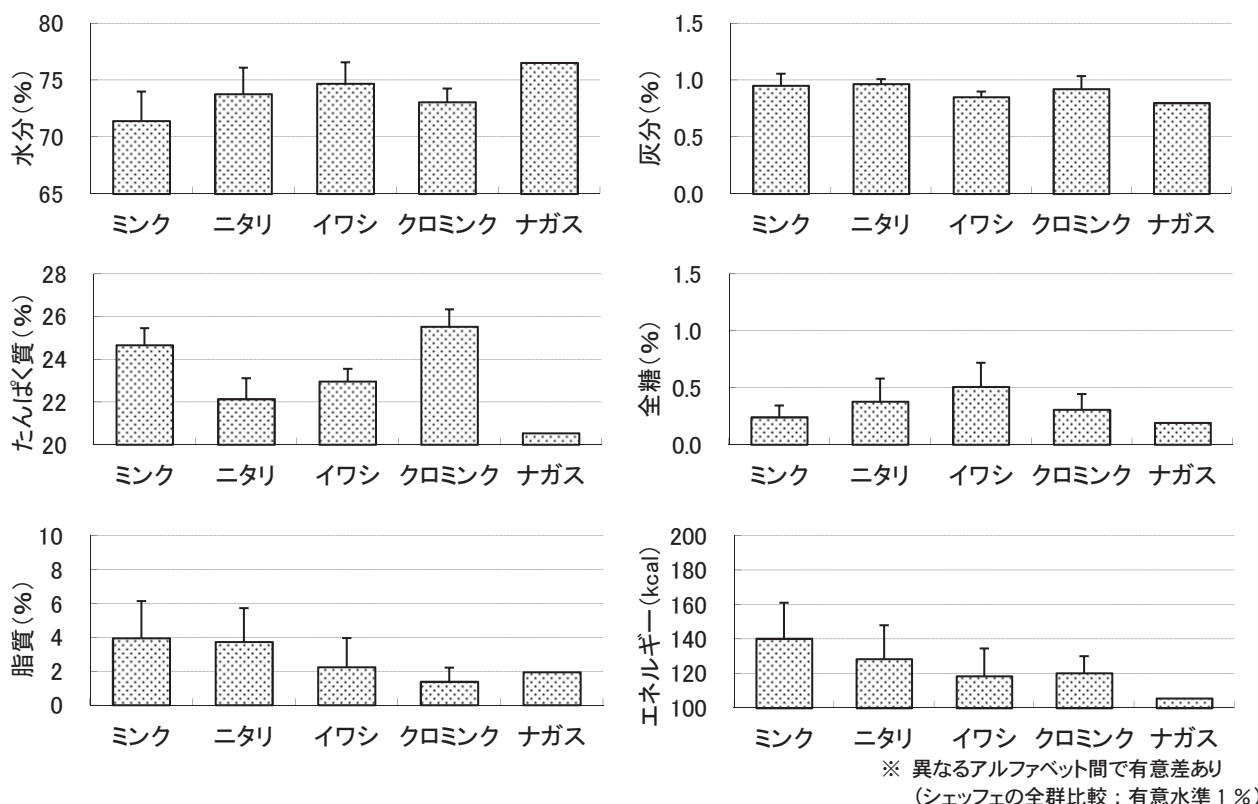 水分(%)
80
75
70
65
ミンク ニタリ イワシ クロミンク ナガス
灰分(%)
1.5
1.0
0.5
0.0
ミンク ニタリ イワシ クロミンク ナガス
たんぱく質(%)
28
26
24
22
20
ミンク ニタリ イワシ クロミンク ナガス
全糖(%)
1.5
1.0
0.5
0.0
ミンク ニタリ イワシ クロミンク ナガス
脂質(%)
10
8
6
4
2
0
ミンク ニタリ イワシ クロミンク ナガス
エネルギー(kcal)
200
180
160
140
120
100
ミンク ニタリ イワシ クロミンク ナガス
※ 異なるアルファベット間で有意差あり
(シェッフェの全群比較:有意水準1%)